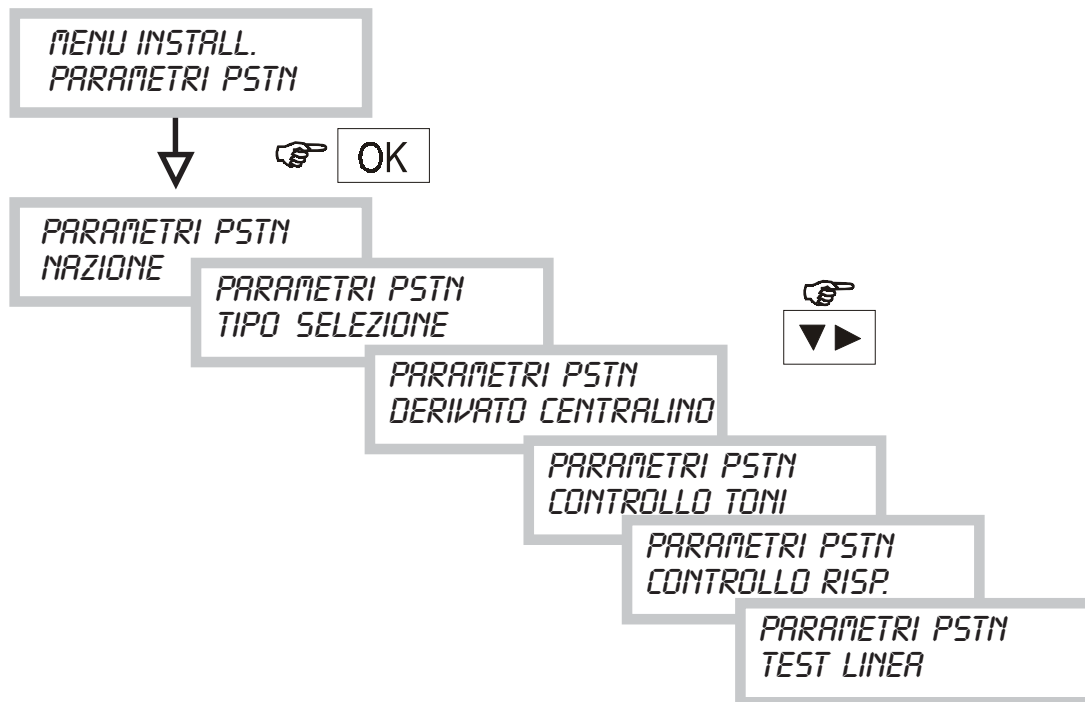 MENU INSTALL.
PARAMETRI PSTN
OK
PARAMETRI PSTN
NAZIONE
PARAMETRI PSTN
TIPO SELEZIONE
PARAMETRI PSTN
DERIVATO CENTRALINO
PARAMETRI PSTN
CONTROLLO TONI
PARAMETRI PSTN
CONTROLLO RISP.
PARAMETRI PSTN
TEST LINEA